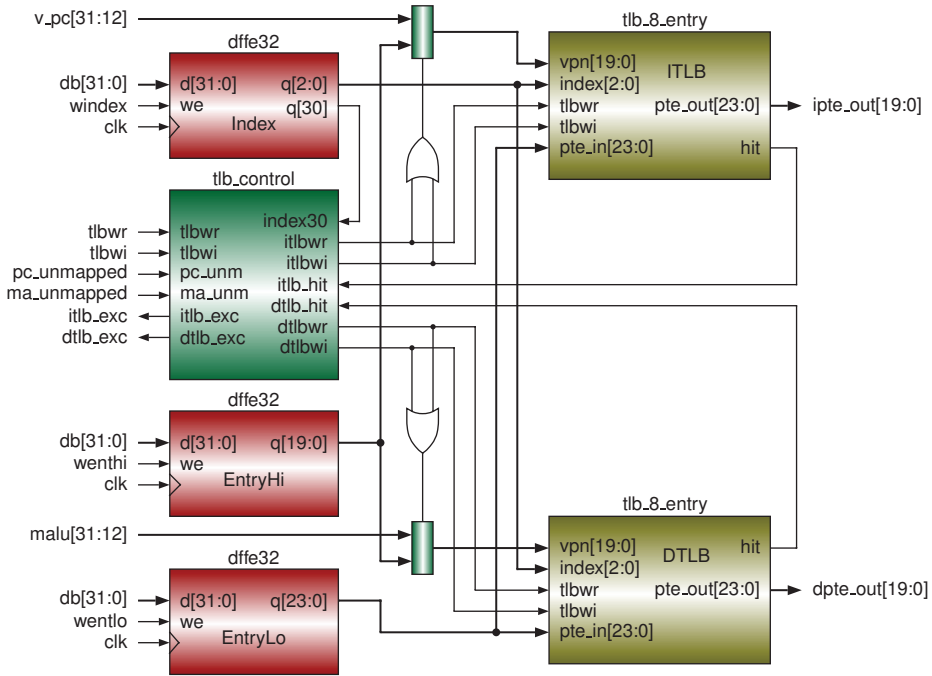 v_pc[31:12]
tlb_8_entry
dffe32
vpn[19:0]
ITLB
db[31:0]
d[31:0]
q[2:0]
index[2:0]
windex
we
q[30]
tlbwr
pte_out[23:0]
ipte_out[19:0]
clk
Index
tlbwi
pte_in[23:0]
hit
tlb_control
index30
tlbwr
tlbwr
itlbwr
tlbwi
tlbwi
itlbwi
pc_unmapped
pc_unm
itlb_hit
ma_unmapped
ma_unm
dtlb_hit
itlb_exc
itlb_exc
dtlbwr
dtlb_exc
dtlb_exc
dtlbwi
dffe32
db[31:0]
d[31:0]
q[19:0]
wenthi
we
clk
EntryHi
tlb_8_entry
malu[31:12]
vpn[19:0]
DTLB
hit
dffe32
index[2:0]
db[31:0]
d[31:0]
q[23:0]
tlbwr
pte_out[23:0]
dpte_out[19:0]
wentlo
we
tlbwi
clk
EntryLo
pte_in[23:0]